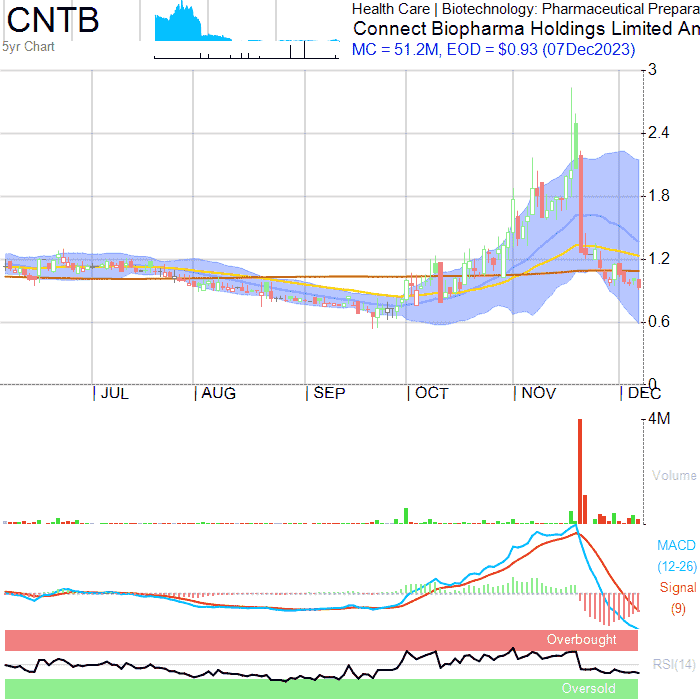 CNTB
5yr Chart
Health Care | Biotechnology: Pharmaceutical Prepara
Connect Biopharma Holdings Limited An
MC = 51.2M, EOD = $0.93 (07Dec2023)
3
2.4
1.8
1.2
0.6
0
JUL AUG SEP OCT NOV DEC
4M
Volume
MACD
(12-26)
Signal
(9)
Overbought
RSI(14)
Oversold